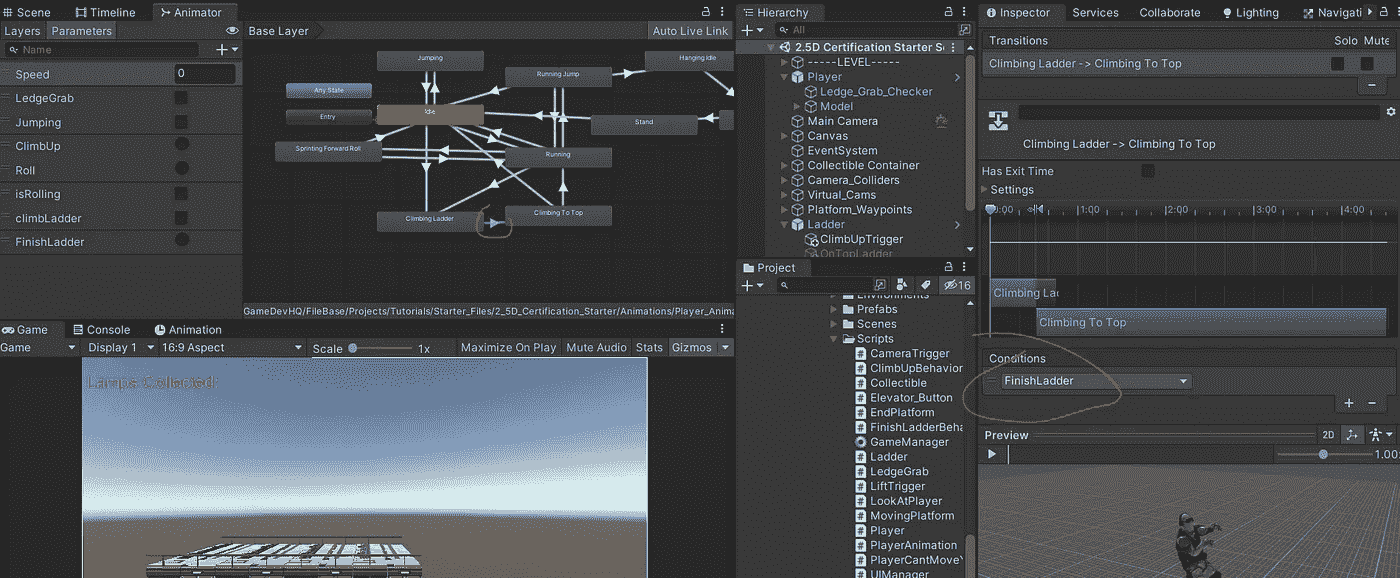 Scene Timeline Animator
Layers Parameters
Name
Speed 0
LedgeGrab
Jumping
ClimbUp
Roll
isRolling
climbLadder
FinishLadder
Base Layer Auto Live Link
Jumping
Running Jump
Hanging Idle
Any State
Entry
Idle
Stand
Sprinting Forward Roll
Running
Climbing Ladder
Climbing To Top
GameDevHQ/FileBase/Projects/Tutorials/Starter_Files/2_5D_Certification_Starter/Animations/Player_Anima
Game Console Animation
Game Display 1 16:9 Aspect Scale 1x Maximize On Play Mute Audio Stats Gizmos
Lamps Collected
Hierarchy
All
2.5D Certification Starter S
-----LEVEL-----
Player
Ledge_Grab_Checker
Model
Main Camera
Canvas
EventSystem
Collectible Container
Camera_Colliders
Virtual_Cams
Platform_Waypoints
Ladder
ClimbUpTrigger
OnTopLadder
Project
16
Environments
Prefabs
Scenes
Scripts
CameraTrigger
ClimbUpBehavior
Collectible
Elevator_Button
EndPlatform
FinishLadderBeha
GameManager
Ladder
LedgeGrab
LiftTrigger
LookAtPlayer
MovingPlatform
Player
PlayerAnimation
PlayerCantMove
UIManager
Inspector Services Collaborate Lighting Navigati
Transitions Solo Mute
Climbing Ladder -> Climbing To Top
Climbing Ladder -> Climbing To Top
Has Exit Time
Settings
0:00 1:00 2:00 3:00 4:00
Climbing Lad
Climbing To Top
Conditions
FinishLadder
Preview 2D
1.00